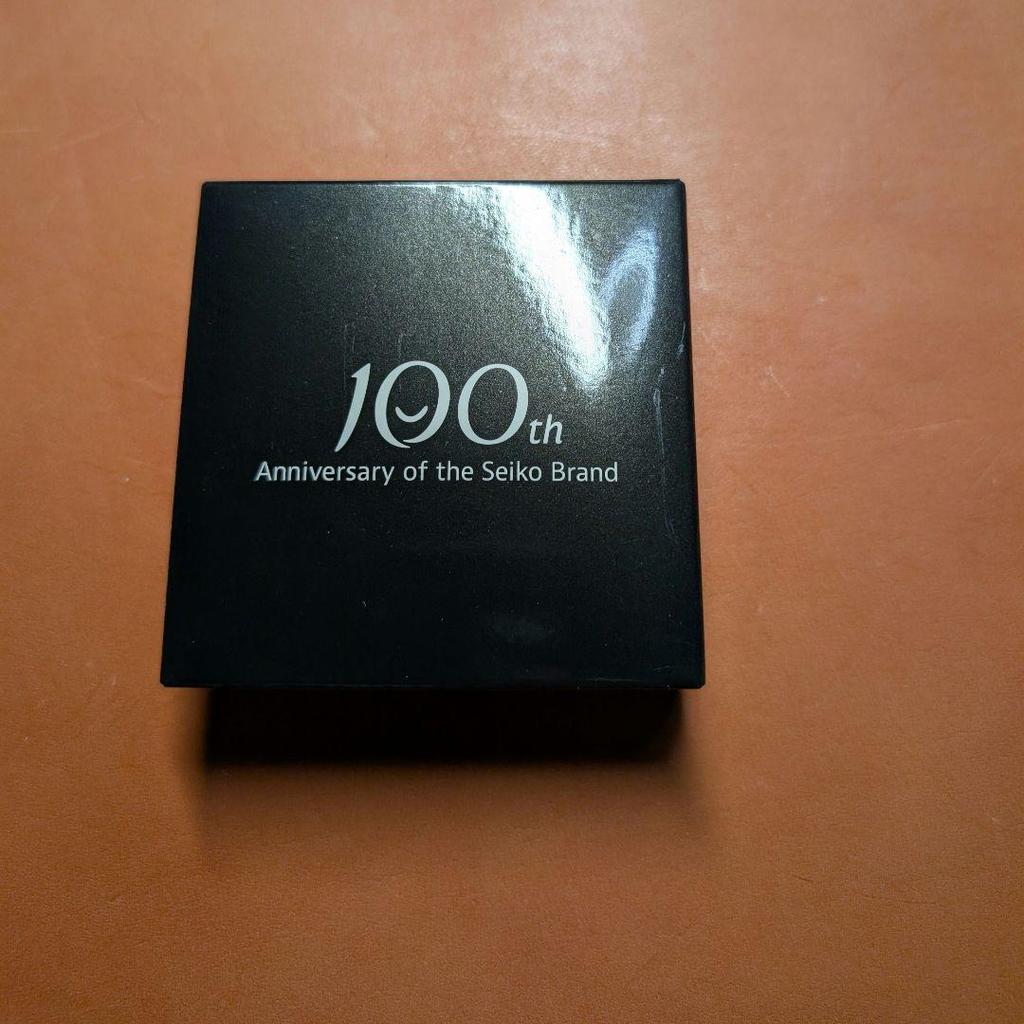 100th
Anniversary of the Seiko Brand